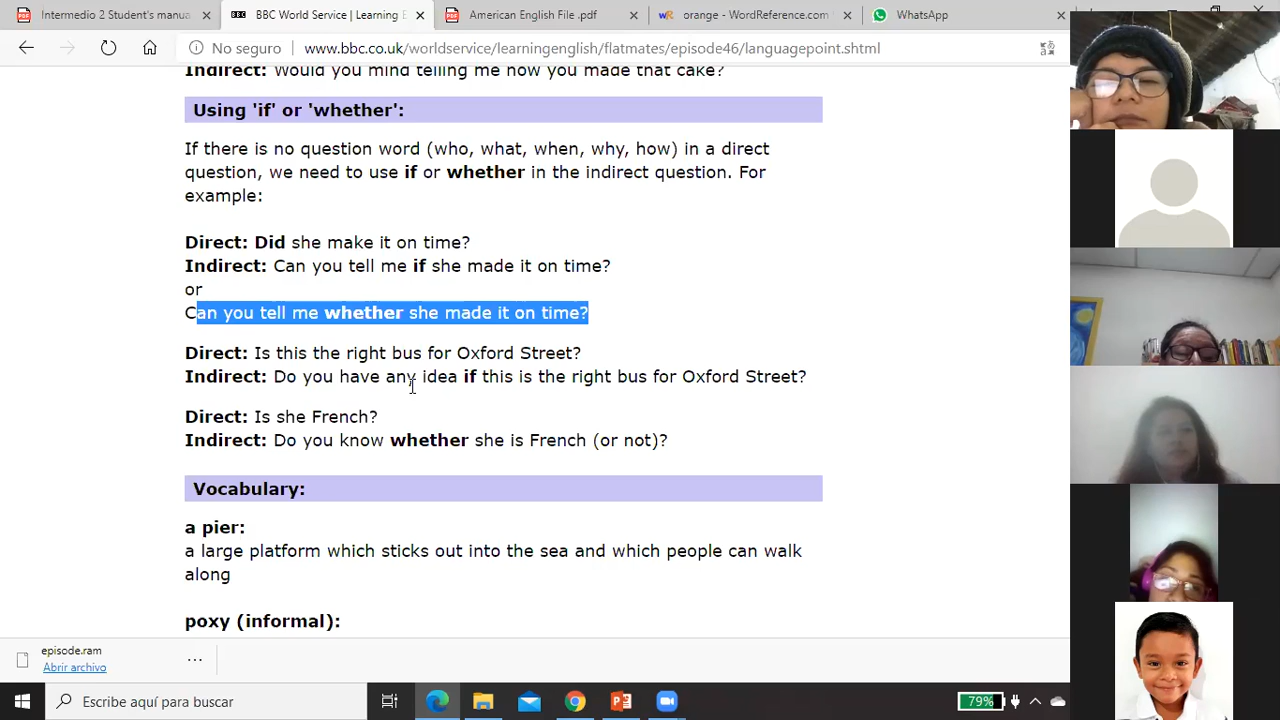 Intermedio 2 Student's manua
BBC World Service | Learning E
American English File .pdf
orange - WordReference.com
WhatsApp
No seguro
www.bbc.co.uk/worldservice/learningenglish/flatmates/episode46/languagepoint.shtml
Indirect: Would you mind telling me how you made that cake?
Using 'if' or 'whether':
If there is no question word (who, what, when, why, how) in a direct
question, we need to use if or whether in the indirect question. For
example:
Direct: Did she make it on time?
Indirect: Can you tell me if she made it on time?
or
Can you tell me whether she made it on time?
Direct: Is this the right bus for Oxford Street?
Indirect: Do you have any idea if this is the right bus for Oxford Street?
Direct: Is she French?
Indirect: Do you know whether she is French (or not)?
Vocabulary:
a pier:
a large platform which sticks out into the sea and which people can walk
along
poxy (informal):
episode.ram
Abrir archivo
Escribe aquí para buscar
79%